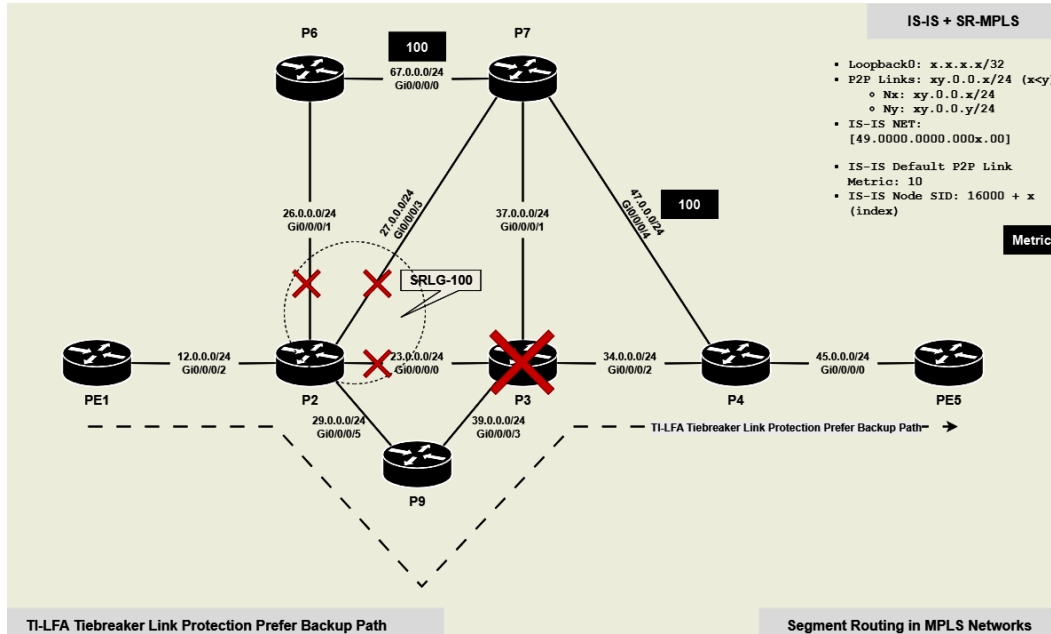 IS-IS + SR-MPLS
P6
P7
100
67.0.0.0/24
Gi0/0/0/0
▪ Loopback0: x.x.x.x/32
▪ P2P Links: xy.0.0.x/24 (x<y)
o Nx: xy.0.0.x/24
o Ny: xy.0.0.y/24
▪ IS-IS NET:
[49.0000.0000.000x.00]
▪ IS-IS Default P2P Link
Metric: 10
▪ IS-IS Node SID: 16000 + x
(index)
Metric
26.0.0.0/24
Gi0/0/0/1
27.0.0.0/24
Gi0/0/0/3
37.0.0.0/24
Gi0/0/0/1
47.0.0.0/24
Gi0/0/0/4
100
SRLG-100
12.0.0.0/24
Gi0/0/0/2
23.0.0.0/24
Gi0/0/0/0
34.0.0.0/24
Gi0/0/0/2
45.0.0.0/24
Gi0/0/0/0
PE1
P2
P3
P4
PE5
29.0.0.0/24
Gi0/0/0/5
39.0.0.0/24
Gi0/0/0/3
TI-LFA Tiebreaker Link Protection Prefer Backup Path
P9
TI-LFA Tiebreaker Link Protection Prefer Backup Path
Segment Routing in MPLS Networks